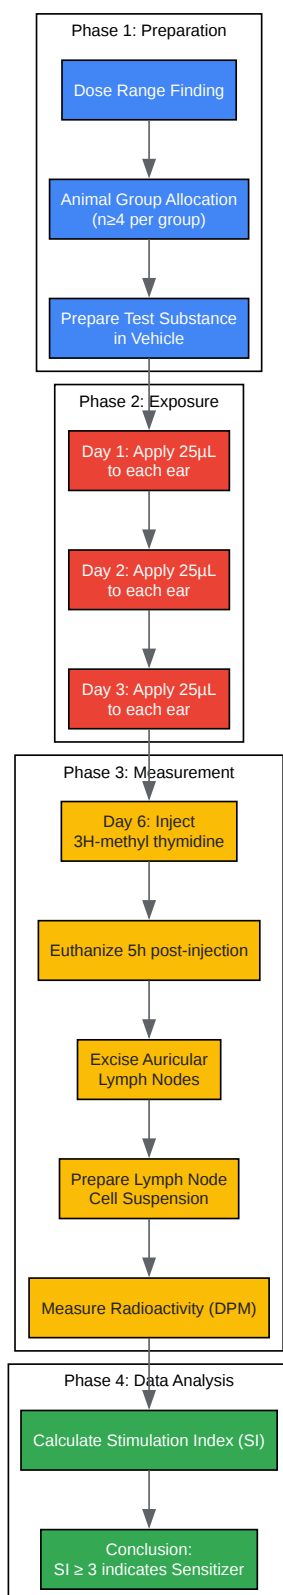 Phase 1: Preparation
Dose Range Finding
Animal Group Allocation
(n≥4 per group)
Prepare Test Substance
in Vehicle
Phase 2: Exposure
Day 1: Apply 25µL
to each ear
Day 2: Apply 25µL
to each ear
Day 3: Apply 25µL
to each ear
Phase 3: Measurement
Day 6: Inject
3H-methyl thymidine
Euthanize 5h post-injection
Excise Auricular
Lymph Nodes
Prepare Lymph Node
Cell Suspension
Measure Radioactivity (DPM)
Phase 4: Data Analysis
Calculate Stimulation Index (SI)
Conclusion:
SI ≥ 3 indicates Sensitizer